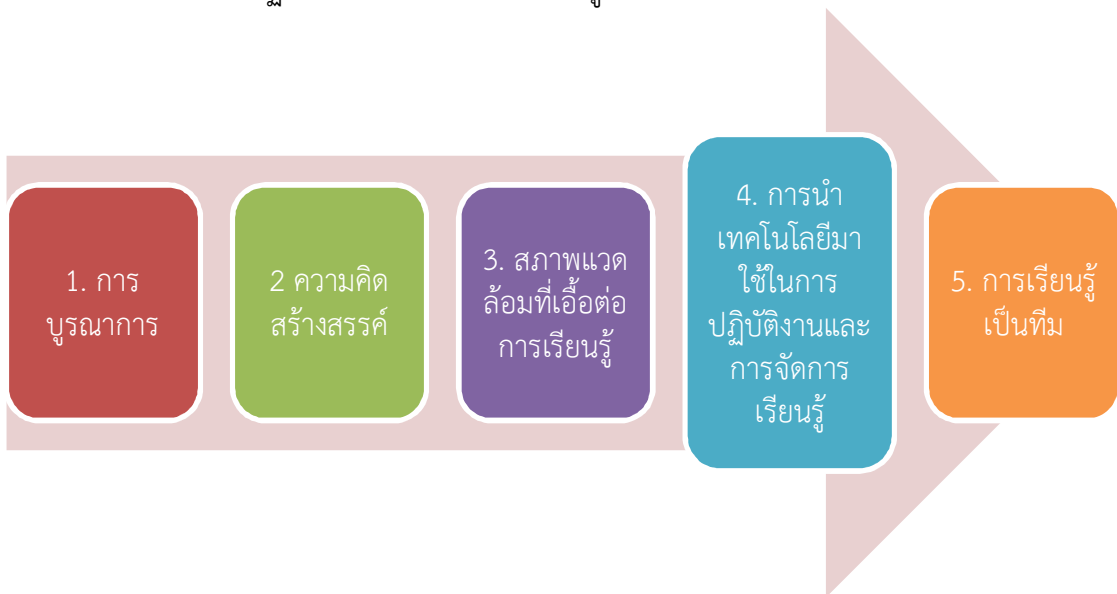 1. การ
บูรณาการ
2 ความคิด
สร้างสรรค์
3. สภาพแวด
ล้อมที่เอื้อต่อ
การเรียนรู้
4. การนำ
เทคโนโลยีมา
ใช้ในการ
ปฏิบัติงานและ
การจัดการ
เรียนรู้
5. การเรียนรู้
เป็นทีม